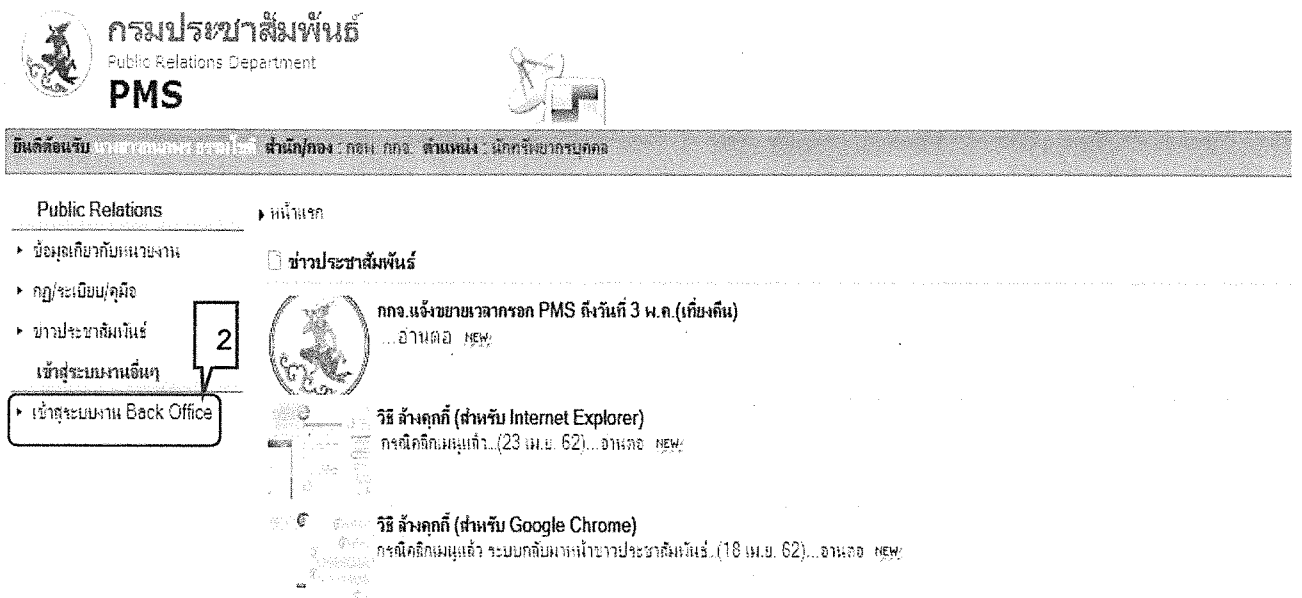 กรมประชาสัมพันธ์
Public Relations Department
PMS
ยินดีต้อนรับ สำนัก/กอง : กอพ. กกจ. ตำแหน่ง : นักทรัพยากรบุคคล
Public Relations
ข้อมูลเกี่ยวกับหน่วยงาน
กฎ/ระเบียบ/คู่มือ
ข่าวประชาสัมพันธ์
2
เข้าสู่ระบบงานอื่นๆ
เข้าสู่ระบบงาน Back Office
หน้าแรก
ข่าวประชาสัมพันธ์
กกจ.แจ้งขยายเวลากรอก PMS ถึงวันที่ 3 พ.ค.(เที่ยงคืน)
...อ่านต่อ NEW!
วิธี ล้างคุกกี้ (สำหรับ Internet Explorer)
กรณีคลิกเมนูแล้ว..(23 เม.ย. 62)...อ่านต่อ NEW!
วิธี ล้างคุกกี้ (สำหรับ Google Chrome)
กรณีคลิกเมนูแล้ว ระบบกลับมาหน้าข่าวประชาสัมพันธ์..(18 เม.ย. 62)...อ่านต่อ NEW!